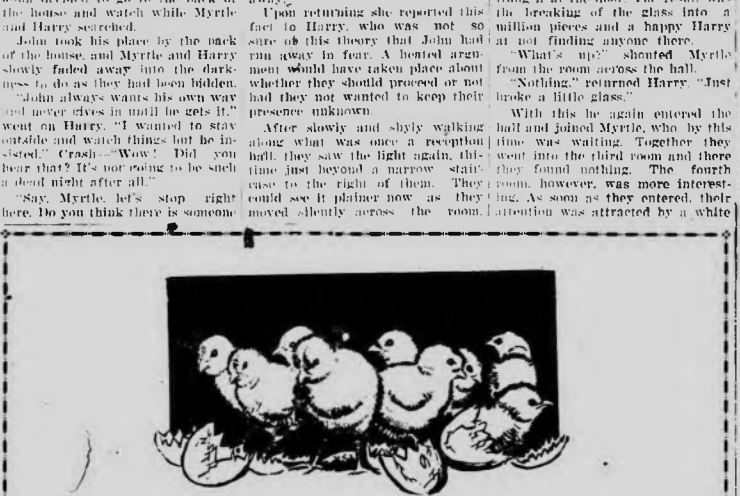 the house and watch while Myrtle
and Harry searched.
John took his place by the back
of the house, and Myrtle and Harry
slowly faded away into the dark-
ness to do as they had been bidden.
"John always wants his own way
and never gives in until he gets it,"
went on Harry. "I wanted to stay
outside and watch things but he in-
sisted." Crash—"Wow! Did you
hear that? It's nor going to be such
a dead night after all."
"Say, Myrtle, let's stop right
here. Do you think there is someone
away.
Upon returning she reported this
fact to Harry, who was not so
sure of this theory that John had
run away in fear. A heated argu-
ment would have taken place about
whether they should proceed or not
had they not wanted to keep their
presence unknown.
After slowly and shyly walking
along what was once a reception
hall, they saw the light again, thi-
time just beyond a narrow stair-
case to the right of them. They
could see it plainer now as they
moved silently across the room.
the breaking of the glass into a
million pieces and a happy Harry
at not finding anyone there.
"What's up?" shouted Myrtle
from the room across the hall.
"Nothing," returned Harry. "Just
broke a little glass."
With this he again entered the
hall and joined Myrtle, who by this
time was waiting. Together they
went into the third room and there
they found nothing. The fourth
room, however, was more interest-
ing. As soon as they entered, their
attention was attracted by a white